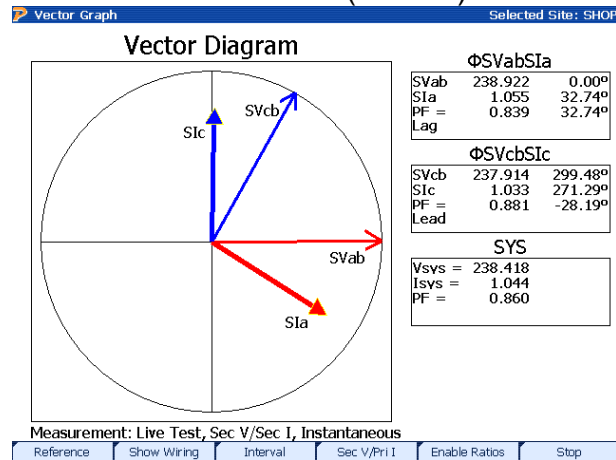 Vector Graph
Selected Site: SHOP
Vector Diagram
SVcb
SIc
SVab
SIa
ΦSVabSIa
SVab 238.922 0.00º
SIa 1.055 32.74º
PF = 0.839 32.74º
Lag
ΦSVcbSIc
SVcb 237.914 299.48º
SIc 1.033 271.29º
PF = 0.881 -28.19º
Lead
SYS
Vsys = 238.418
Isys = 1.044
PF = 0.860
Measurement: Live Test, Sec V/Sec I, Instantaneous
Reference Show Wiring Interval Sec V/Pri I Enable Ratios Stop